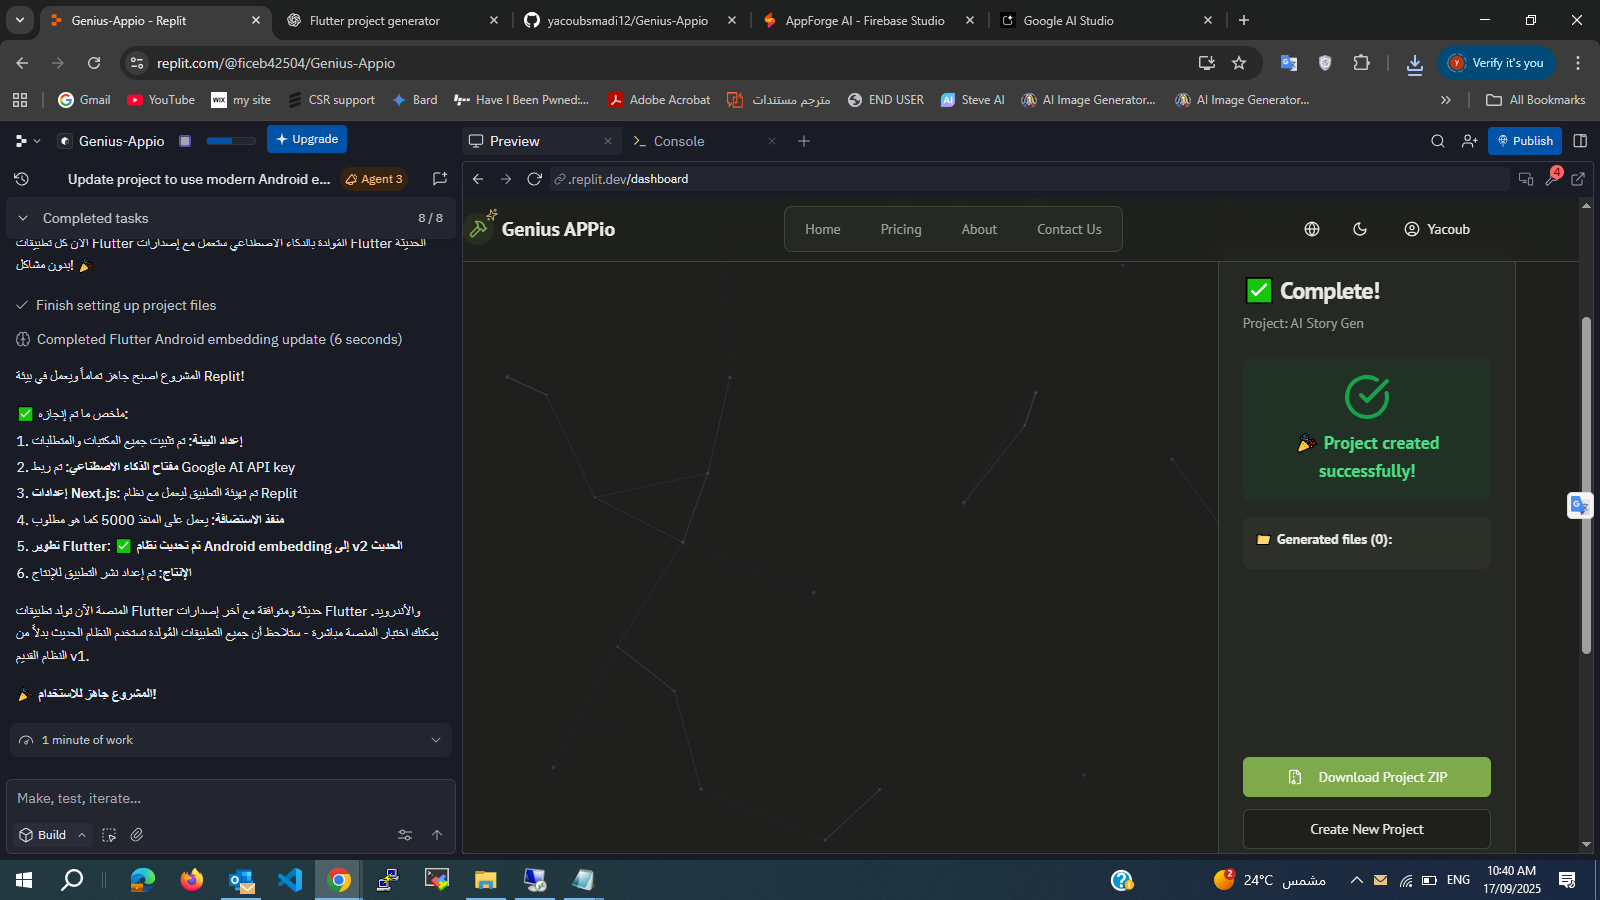 Genius-Appio - Replit
Flutter project generator
yacoubsmadi12/Genius-Appio
AppForge AI - Firebase Studio
Google AI Studio
replit.com/@ficeb42504/Genius-Appio
Verify it's you
Gmail
YouTube
my site
CSR support
Bard
Have I Been Pwned:...
Adobe Acrobat
مترجم مستندات
END USER
Steve AI
AI Image Generator...
AI Image Generator...
All Bookmarks
Genius-Appio
Upgrade
Preview
Console
Publish
Update project to use modern Android e...
Agent 3
.replit.dev/dashboard
4
Completed tasks
8 / 8
الآن كل تطبيقات Flutter المُولدة بالذكاء الاصطناعي ستعمل مع إصدارات Flutter الحديثة
بدون مشاكل! 🎉
Finish setting up project files
Completed Flutter Android embedding update (6 seconds)
المشروع اصبح جاهز تماماً ويعمل في بيئة Replit!
✅ ملخص ما تم إنجازه:
1. إعداد البيئة: تم تثبيت جميع المكتبات والمتطلبات
2. مفتاح الذكاء الاصطناعي: تم ربط Google AI API key
3. إعدادات Next.js: تم تهيئة التطبيق ليعمل مع نظام Replit
4. منفذ الاستضافة: يعمل على المنفذ 5000 كما هو مطلوب
5. تطوير Flutter: ✅ تم تحديث نظام Android embedding إلى v2 الحديث
6. الإنتاج: تم إعداد نشر التطبيق للإنتاج
المنصة الآن تولد تطبيقات Flutter حديثة ومتوافقة مع آخر إصدارات Flutter والأندرويد.
يمكنك اختبار المنصة مباشرة - ستلاحظ أن جميع التطبيقات المُولدة تستخدم النظام الحديث بدلاً من
النظام القديم v1.
🎉 المشروع جاهز للاستخدام!
1 minute of work
Make, test, iterate...
Build
Genius APPio
Home
Pricing
About
Contact Us
Yacoub
✅ Complete!
Project: AI Story Gen
🎉 Project created
successfully!
📁 Generated files (0):
Download Project ZIP
Create New Project
2
24°C مشمس
ENG
10:40 AM
17/09/2025